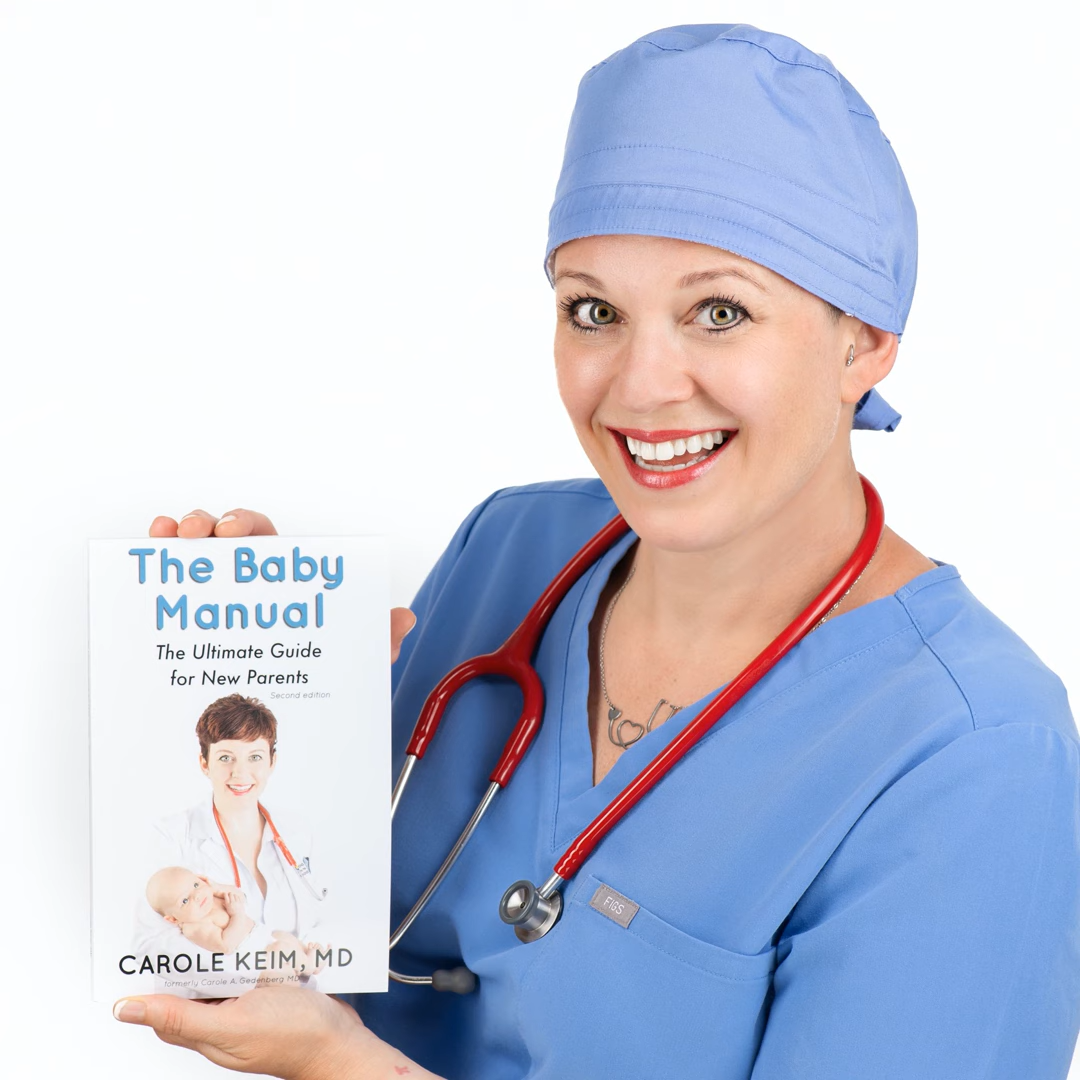 The Baby
Manual
The Ultimate Guide
for New Parents
Second edition
CAROLE KEIM, MD
formerly Carole A. Gedenberg MD
FIGS